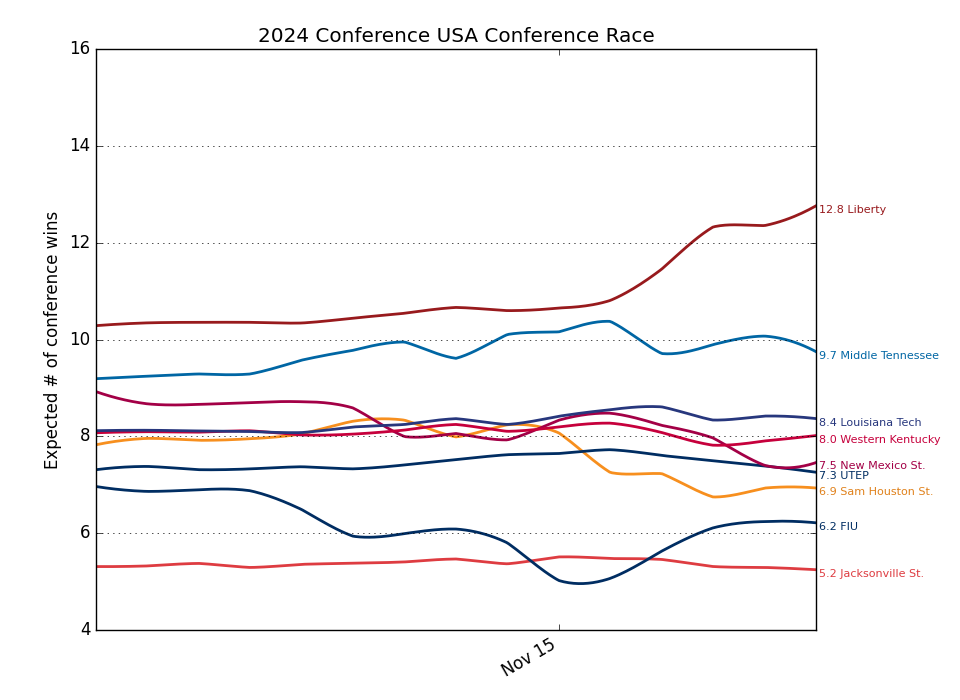 2024 Conference USA Conference Race
Expected # of conference wins
16
14
12
10
8
6
4
Nov 15
12.8 Liberty
9.7 Middle Tennessee
8.4 Louisiana Tech
8.0 Western Kentucky
7.5 New Mexico St.
7.3 UTEP
6.9 Sam Houston St.
6.2 FIU
5.2 Jacksonville St.